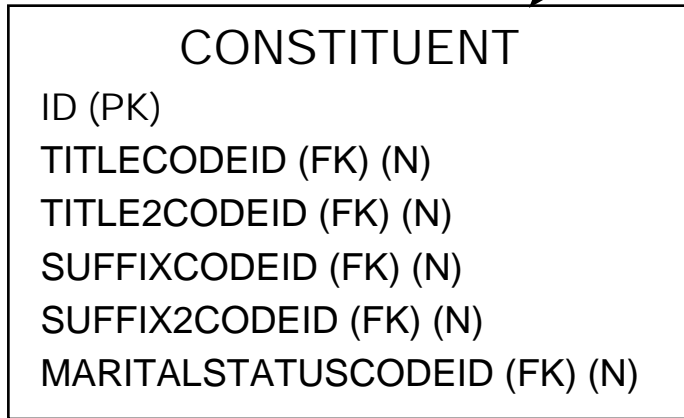 CONSTITUENT
ID (PK)
TITLECODEID (FK) (N)
TITLE2CODEID (FK) (N)
SUFFIXCODEID (FK) (N)
SUFFIX2CODEID (FK) (N)
MARITALSTATUSCODEID (FK) (N)